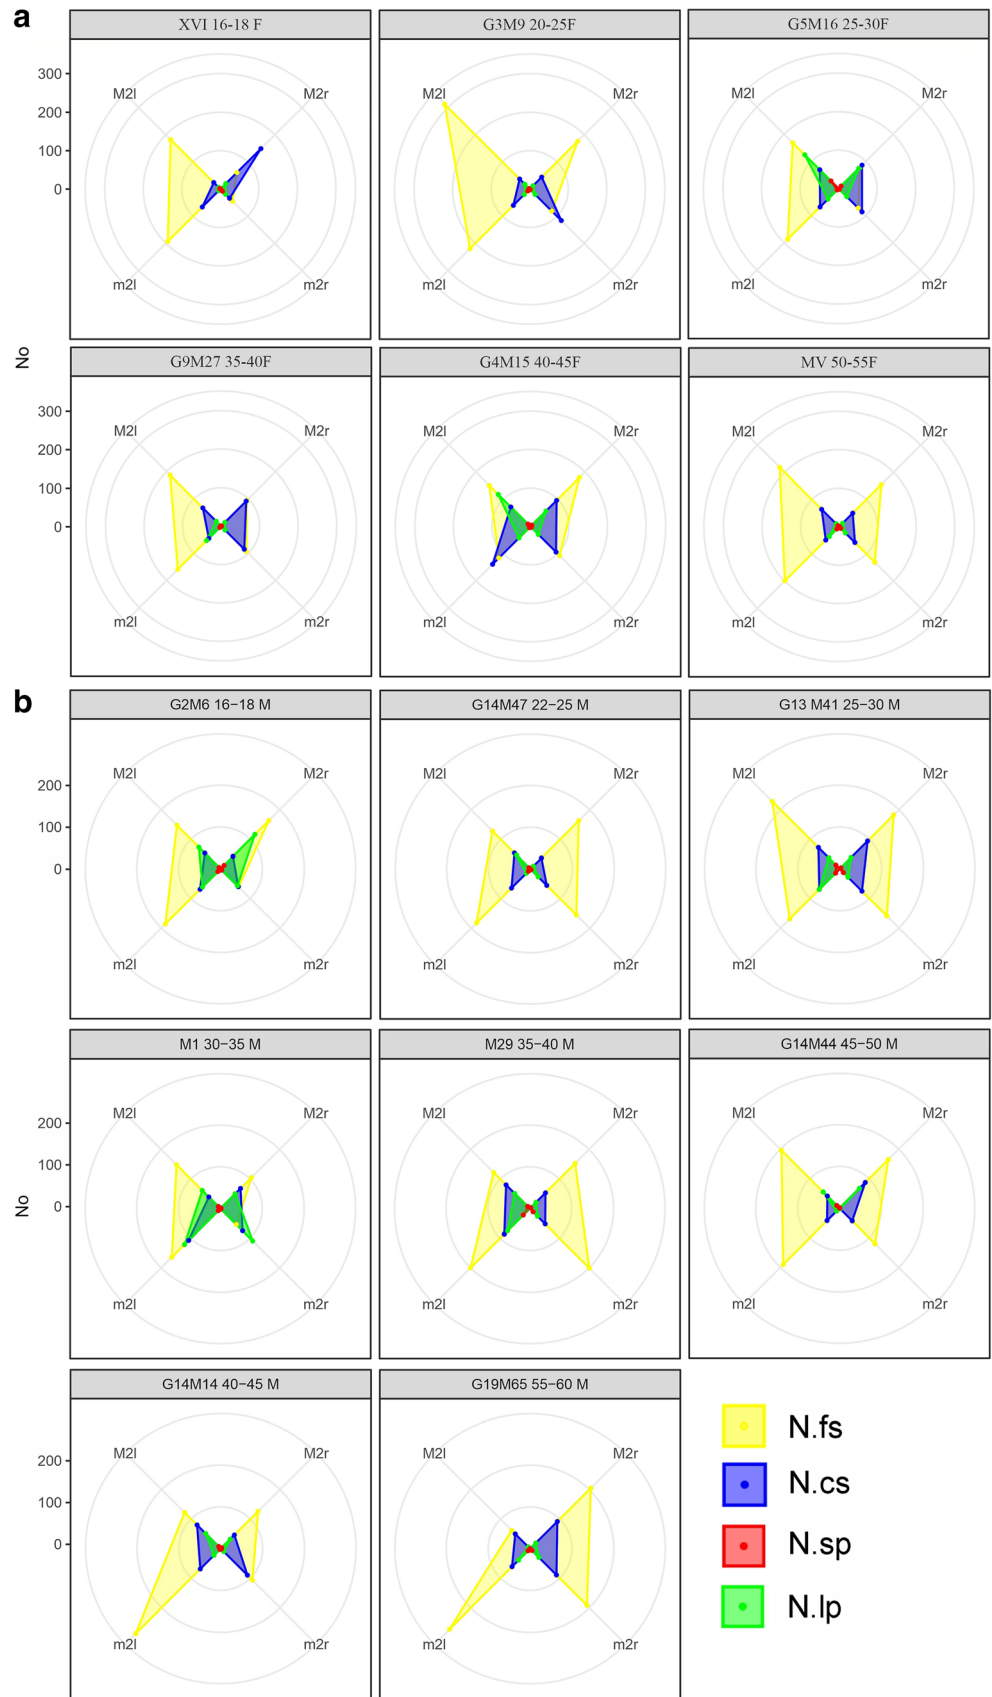 a
XVI 16-18 F
G3M9 20-25F
G5M16 25-30F
300
200
100
0
M2l
M2r
m2l
m2r
M2l
M2r
m2l
m2r
M2l
M2r
m2l
m2r
No
G9M27 35-40F
G4M15 40-45F
MV 50-55F
300
200
100
0
M2l
M2r
m2l
m2r
M2l
M2r
m2l
m2r
M2l
M2r
m2l
m2r
b
G2M6 16−18 M
G14M47 22−25 M
G13 M41 25−30 M
200
100
0
M2l
M2r
m2l
m2r
M2l
M2r
m2l
m2r
M2l
M2r
m2l
m2r
No
M1 30−35 M
M29 35−40 M
G14M44 45−50 M
200
100
0
M2l
M2r
m2l
m2r
M2l
M2r
m2l
m2r
M2l
M2r
m2l
m2r
G14M14 40−45 M
G19M65 55−60 M
200
100
0
M2l
M2r
m2l
m2r
M2l
M2r
m2l
m2r
N.fs
N.cs
N.sp
N.lp